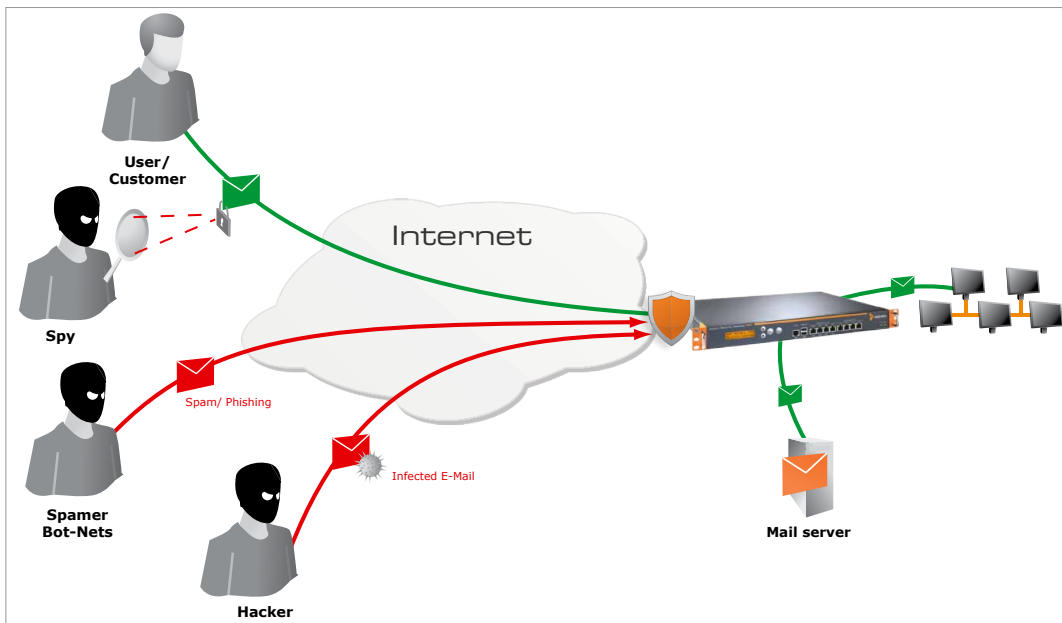 User/
Customer
Internet
Spy
Spam/ Phishing
Infected E-Mail
Spamer
Bot-Nets
Mail server
Hacker